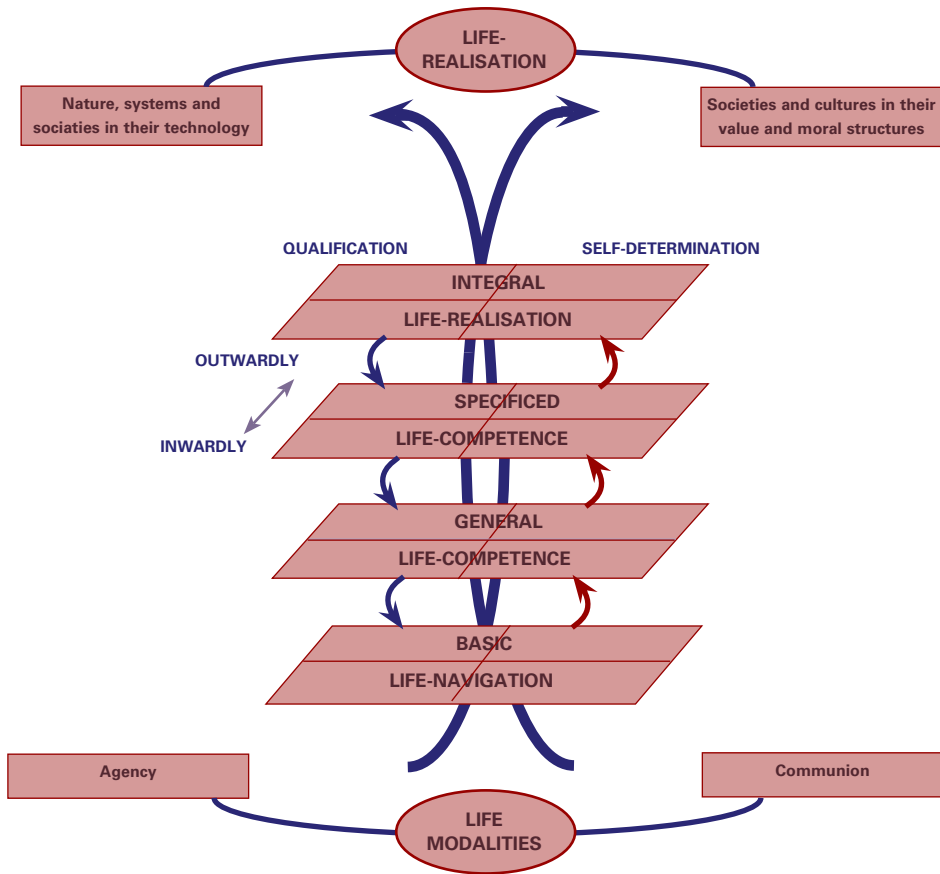 LIFE-
REALISATION
Nature, systems and
sociaties in their technology
Societies and cultures in their
value and moral structures
QUALIFICATION
SELF-DETERMINATION
INTEGRAL
LIFE-REALISATION
OUTWARDLY
INWARDLY
SPECIFICED
LIFE-COMPETENCE
GENERAL
LIFE-COMPETENCE
BASIC
LIFE-NAVIGATION
Agency
Communion
LIFE
MODALITIES